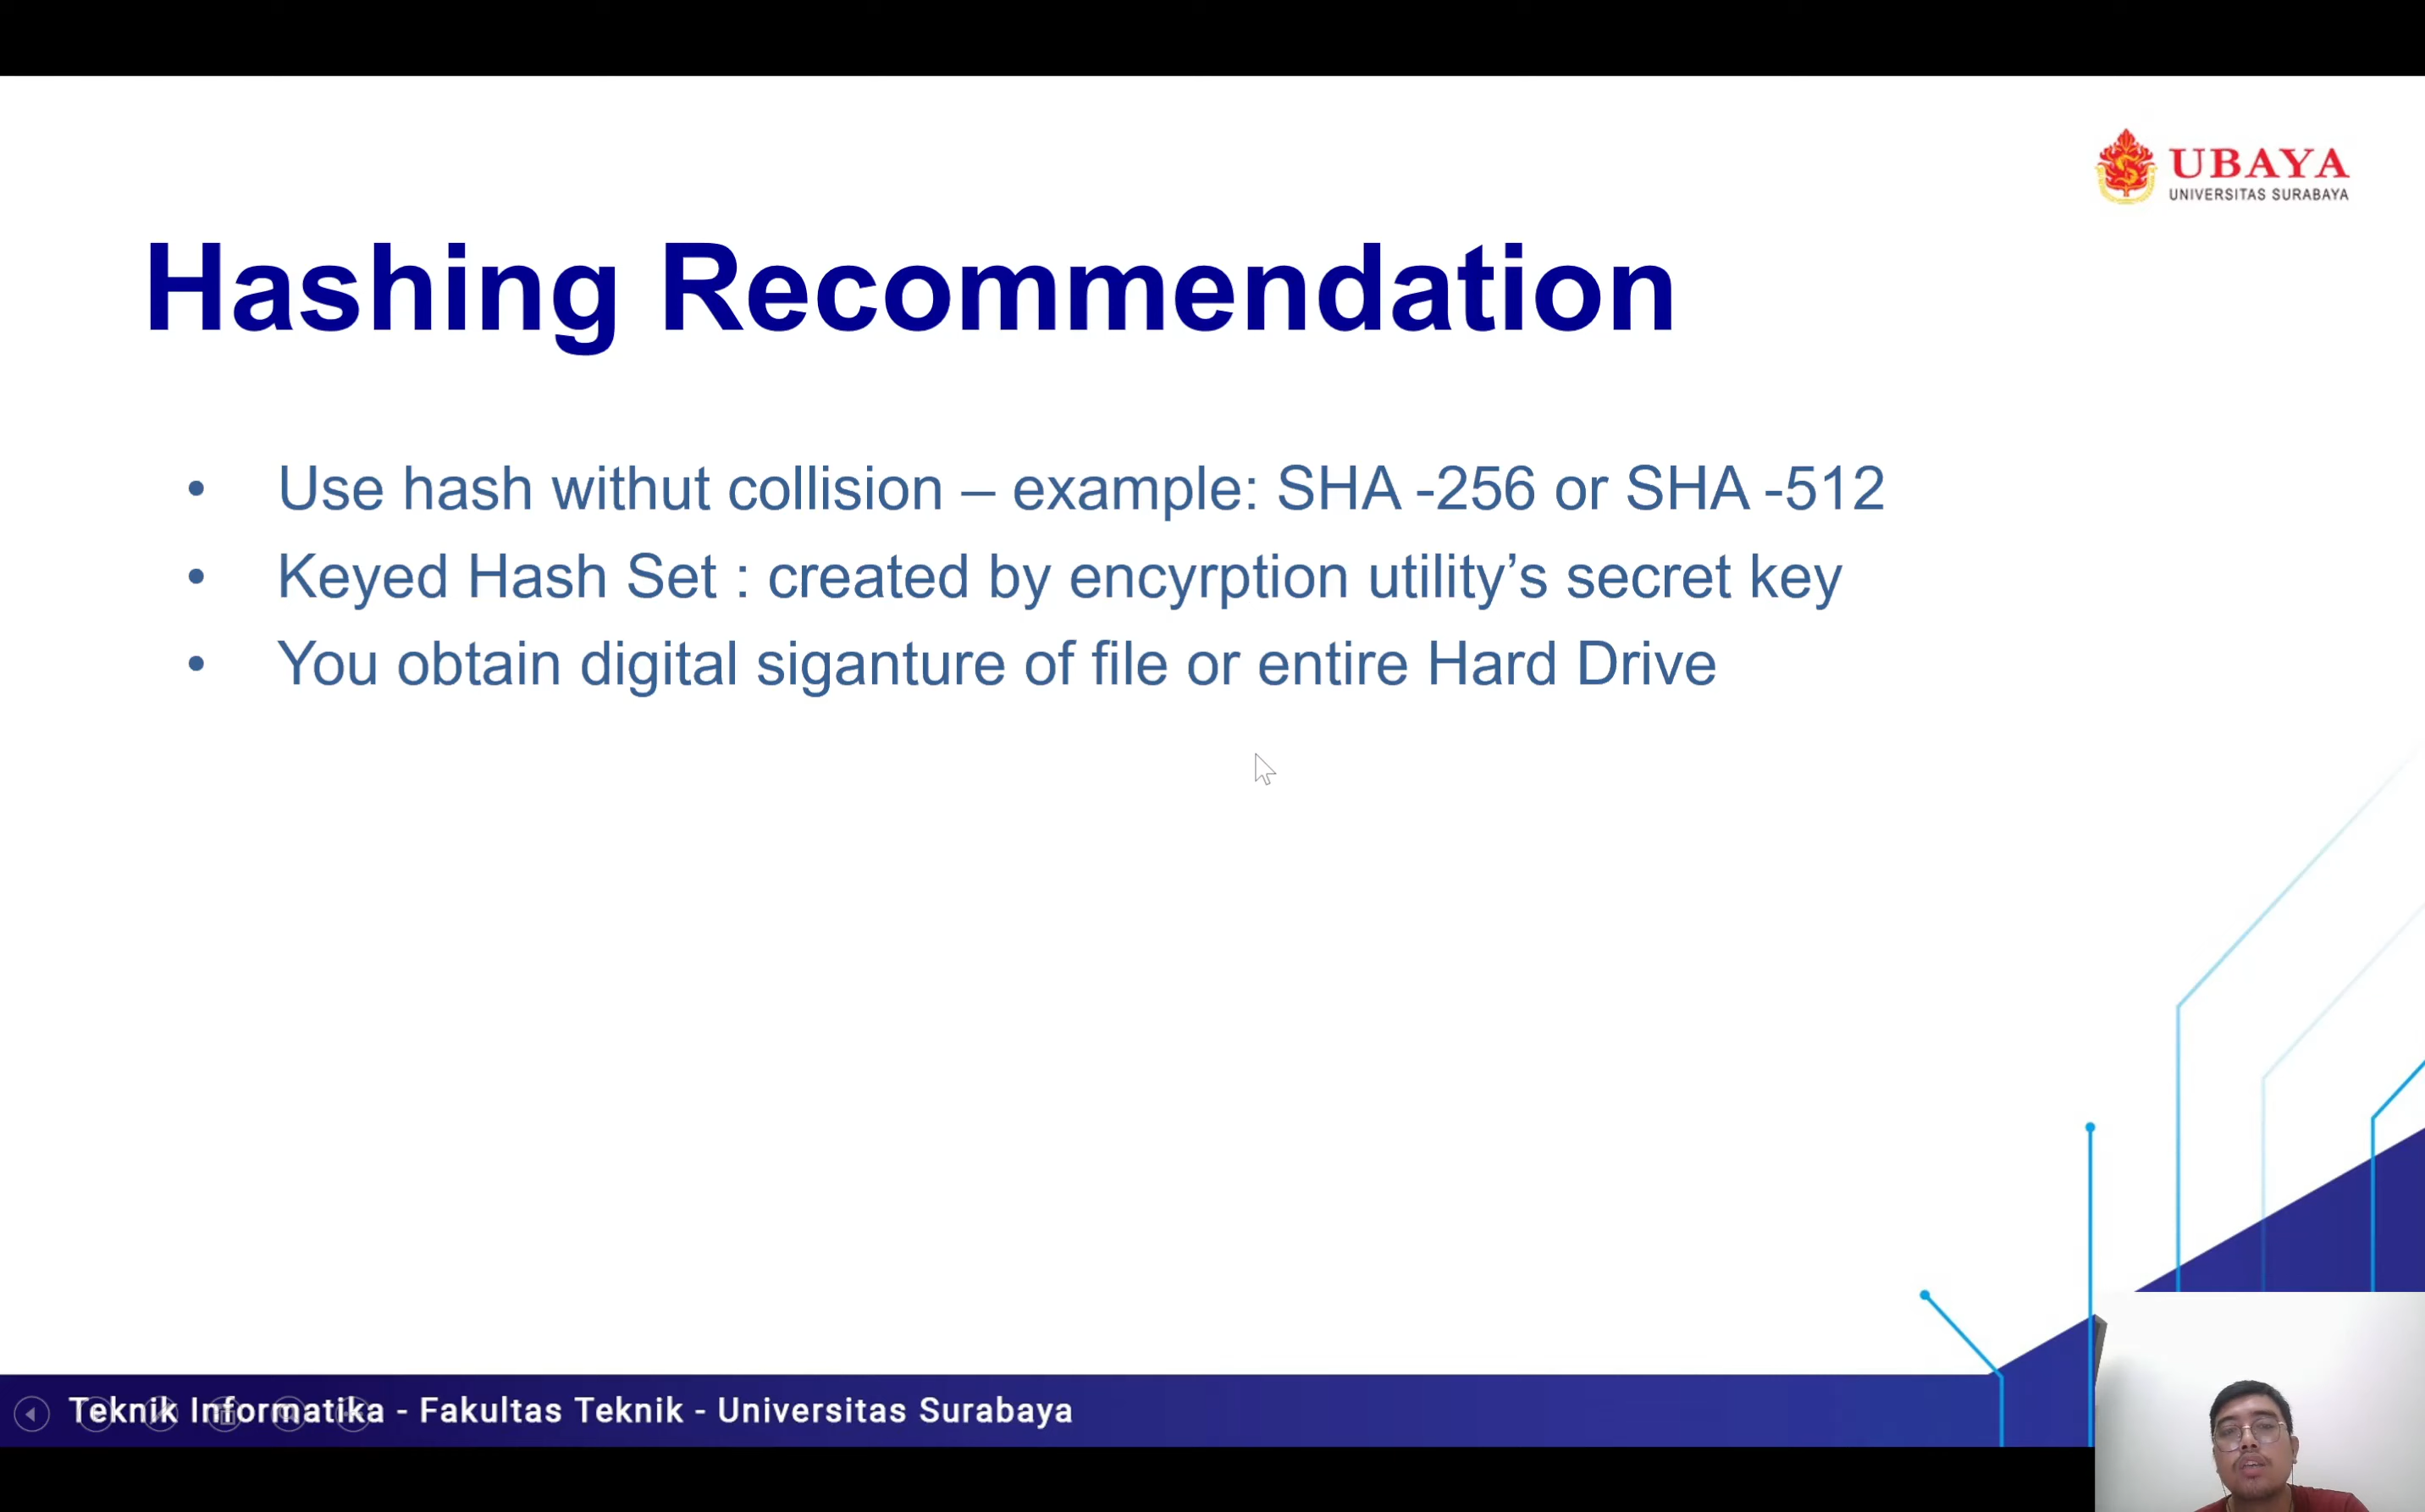 UBAYA
UNIVERSITAS SURABAYA
Hashing Recommendation
• Use hash withut collision – example: SHA -256 or SHA -512
• Keyed Hash Set : created by encyrption utility’s secret key
• You obtain digital siganture of file or entire Hard Drive
Teknik Informatika - Fakultas Teknik - Universitas Surabaya